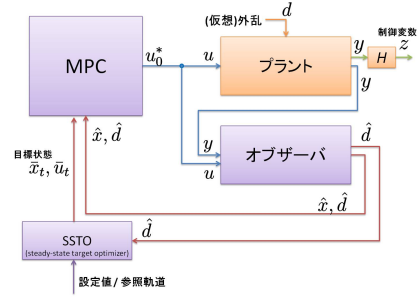 (仮想)外乱
d
制御変数
z
MPC
u₀*
u
プラント
y
H
y
x̂, d̂
y
u
オブザーバ
d̂
目標状態
x̄ₜ, ūₜ
x̂, d̂
d̂
SSTO
(steady-state target optimizer)
設定値/参照軌道